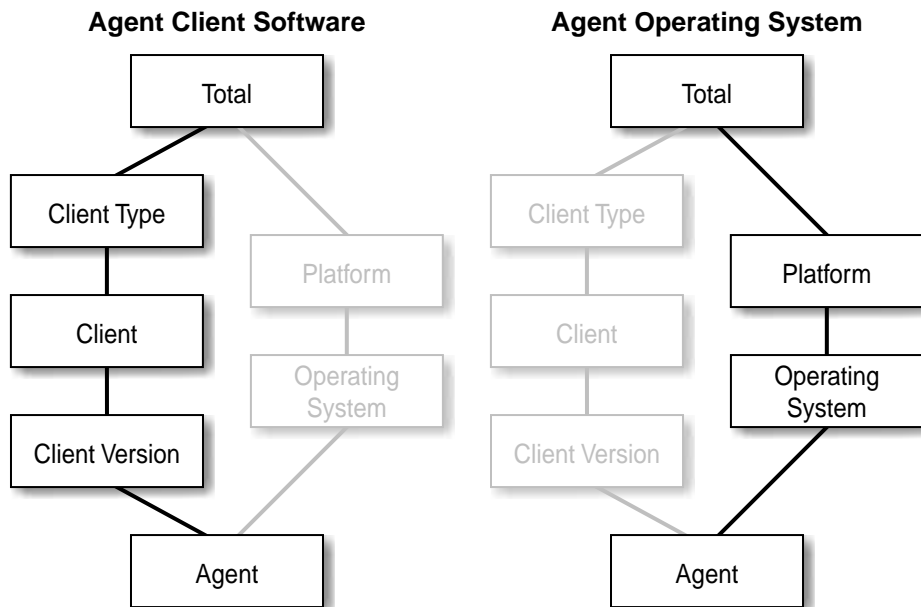 Agent Client Software
Total
Client Type
Platform
Client
Operating
System
Client Version
Agent
Agent Operating System
Total
Client Type
Platform
Client
Operating
System
Client Version
Agent